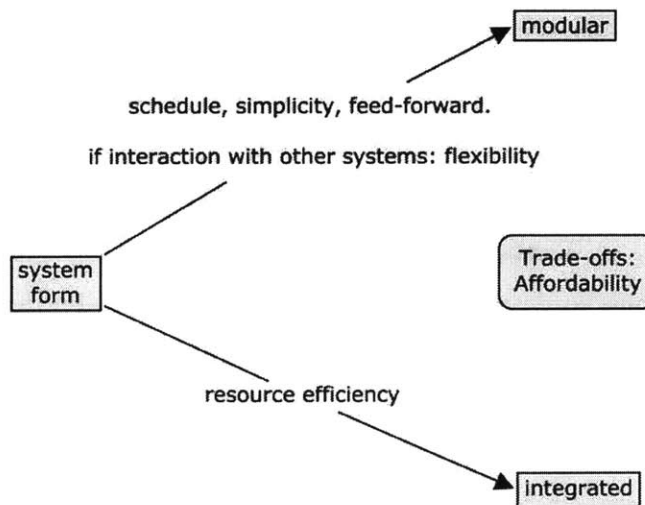 modular
schedule, simplicity, feed-forward.
if interaction with other systems: flexibility
system
form
Trade-offs:
Affordability
resource efficiency
integrated